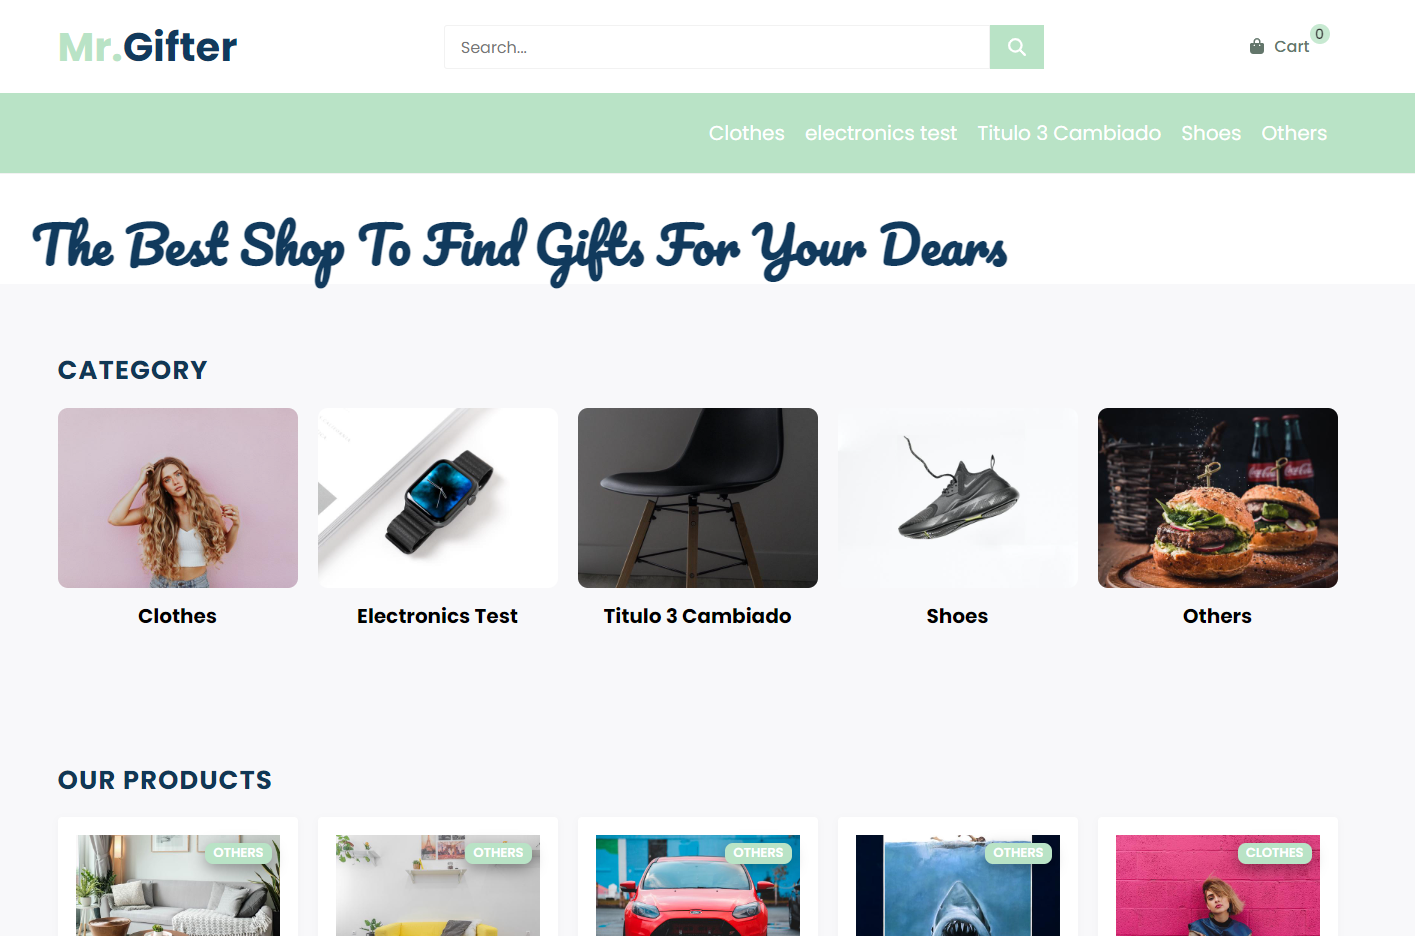 Mr.Gifter
Search...
Cart
0
Clothes electronics test Titulo 3 Cambiado Shoes Others
The Best Shop To Find Gifts For Your Dears
CATEGORY
Clothes
Electronics Test
Titulo 3 Cambiado
Shoes
Others
OUR PRODUCTS
OTHERS
OTHERS
OTHERS
OTHERS
CLOTHES